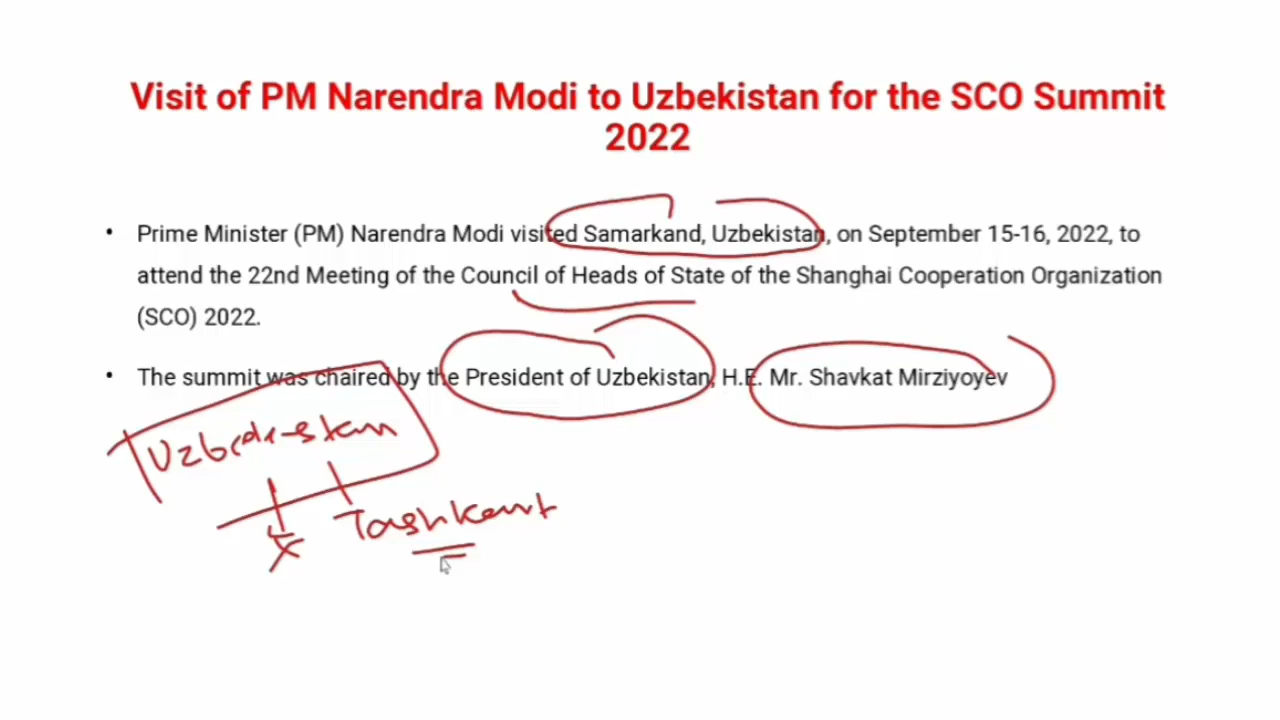 Visit of PM Narendra Modi to Uzbekistan for the SCO Summit
2022
• Prime Minister (PM) Narendra Modi visited Samarkand, Uzbekistan, on September 15-16, 2022, to
attend the 22nd Meeting of the Council of Heads of State of the Shanghai Cooperation Organization
(SCO) 2022.
• The summit was chaired by the President of Uzbekistan, H.E. Mr. Shavkat Mirziyoyev
Uzbekistan
Tashkent